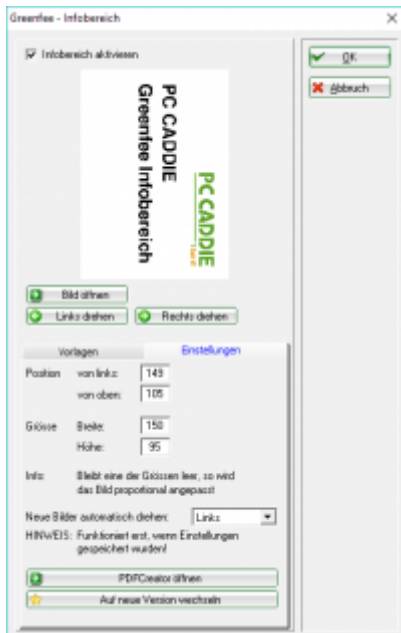 Greenfee - Infobereich
Infobereich aktivieren
OK
Abbruch
PC CADDIE
Greenfee Infobereich
PC CADDIE
Bild öffnen
Links drehen
Rechts drehen
Vorlagen
Einstellungen
Position von links: 149
von oben: 105
Grösse Breite: 150
Höhe: 95
Info: Bleibt eine der Grössen leer, so wird
das Bild proportional angepasst
Neue Bilder automatisch drehen: Links
HINWEIS: Funktioniert erst, wenn Einstellungen
gespeichert wurden!
PDFCreator öffnen
Auf neue Version wechseln